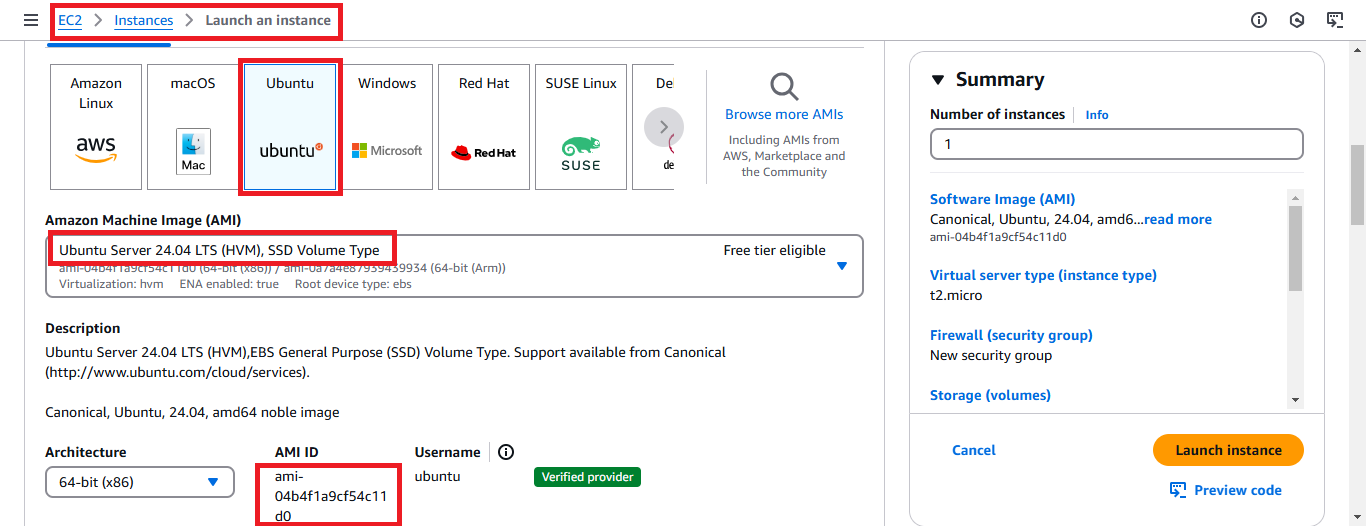 EC2 > Instances > Launch an instance
Amazon Linux
aws
macOS
Mac
Ubuntu
ubuntu
Windows
Microsoft
Red Hat
Red Hat
SUSE Linux
SUSE
De
de
Browse more AMIs
Including AMIs from
AWS, Marketplace and
the Community
Amazon Machine Image (AMI)
Ubuntu Server 24.04 LTS (HVM), SSD Volume Type
Free tier eligible
ami-04b4f1a9cf54c11d0 (64-bit (x86)) / ami-0a7a4e87939439934 (64-bit (Arm))
Virtualization: hvm ENA enabled: true Root device type: ebs
Description
Ubuntu Server 24.04 LTS (HVM),EBS General Purpose (SSD) Volume Type. Support available from Canonical
(http://www.ubuntu.com/cloud/services).
Canonical, Ubuntu, 24.04, amd64 noble image
Architecture
64-bit (x86)
AMI ID
ami-
04b4f1a9cf54c11
d0
Username
ubuntu
Verified provider
Summary
Number of instances Info
1
Software Image (AMI)
Canonical, Ubuntu, 24.04, amd6...read more
ami-04b4f1a9cf54c11d0
Virtual server type (instance type)
t2.micro
Firewall (security group)
New security group
Storage (volumes)
Cancel
Launch instance
Preview code